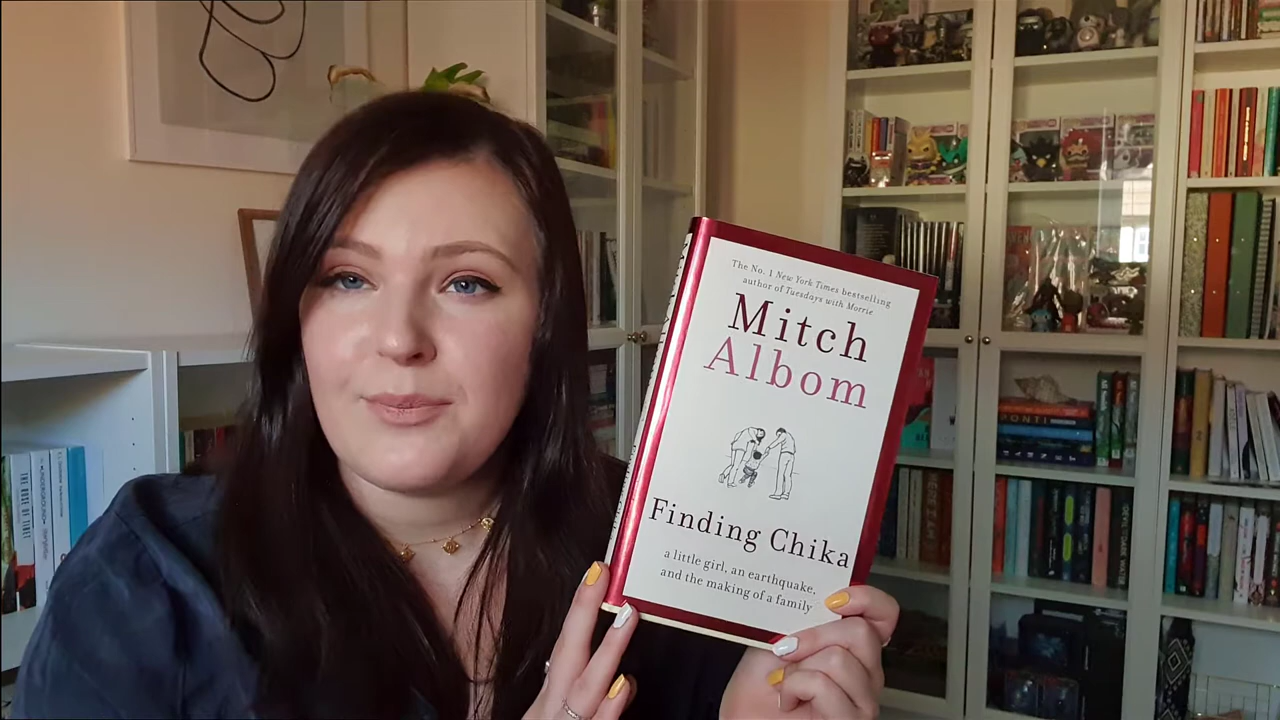 The No. 1 New York Times bestselling
author of Tuesdays with Morrie
Mitch
Albom
Finding Chika
a little girl, an earthquake,
and the making of a family